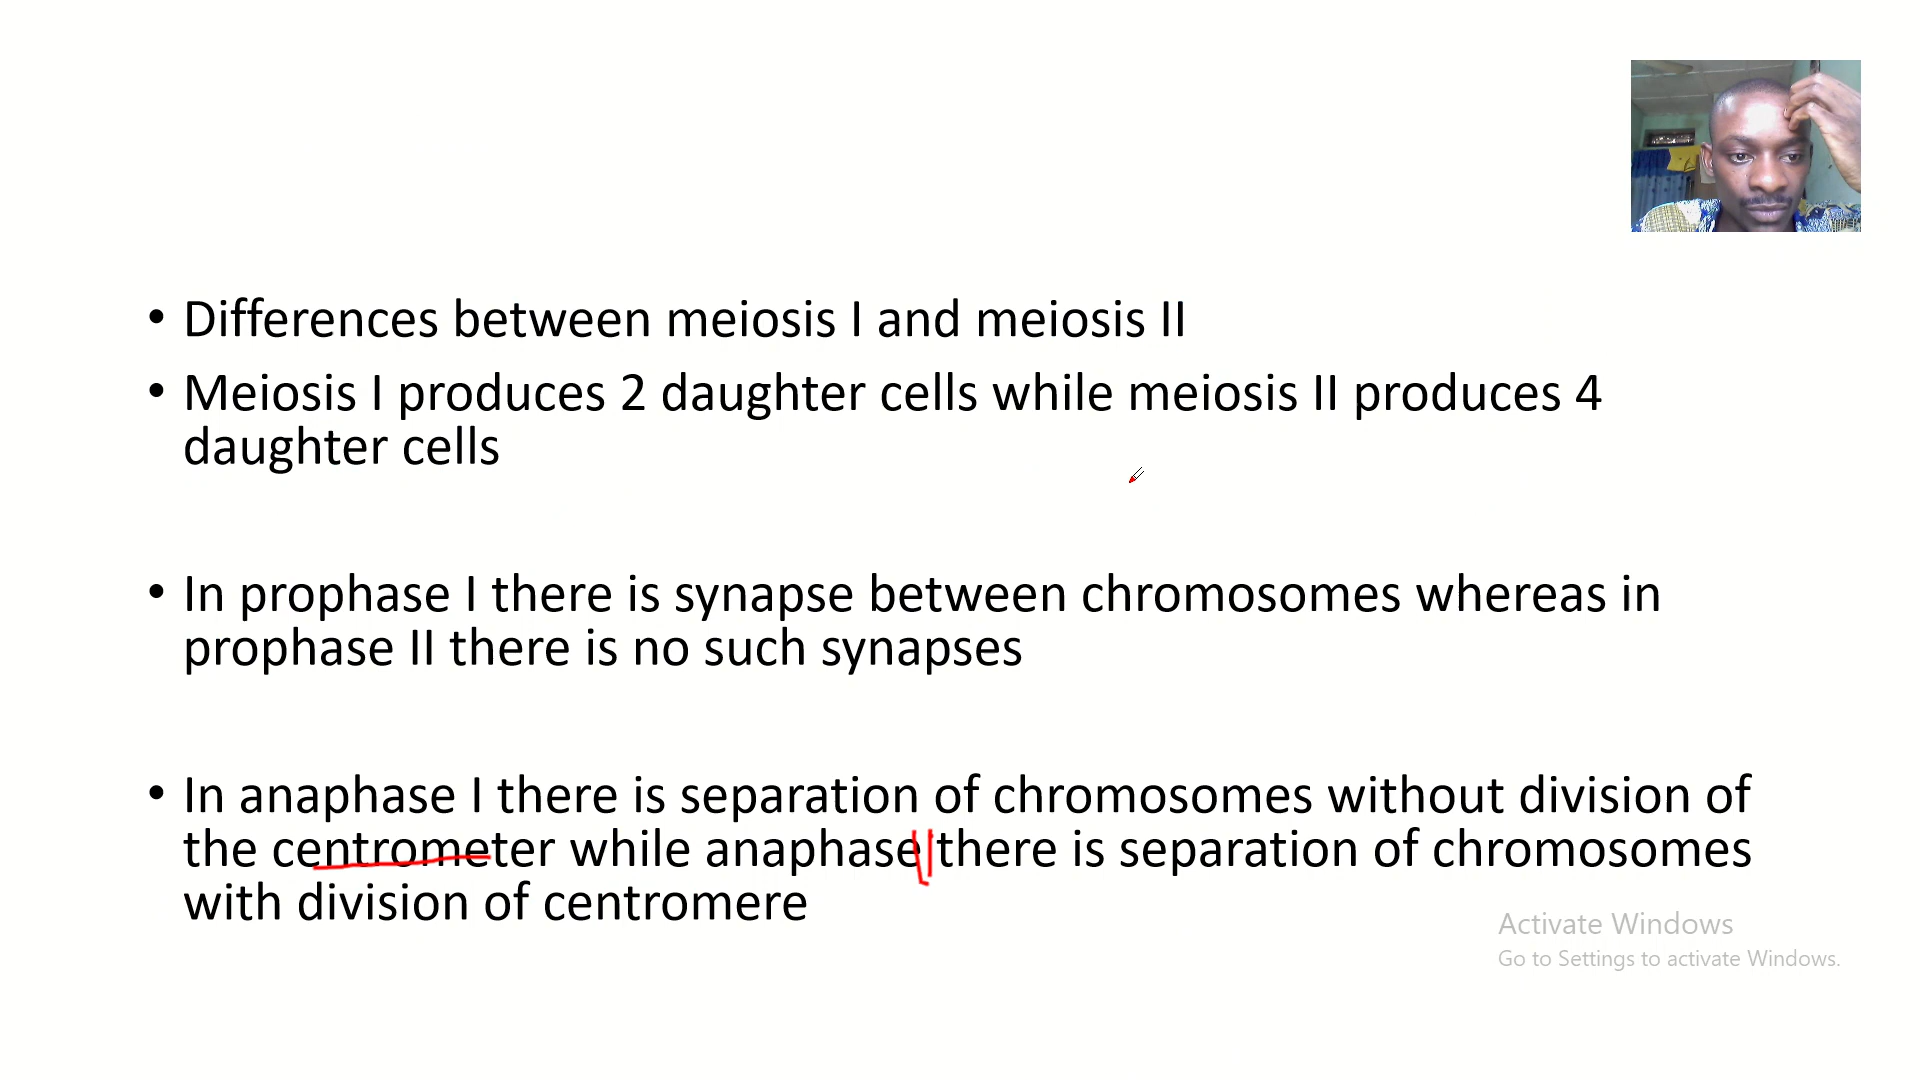 • Differences between meiosis I and meiosis II
• Meiosis I produces 2 daughter cells while meiosis II produces 4
daughter cells
• In prophase I there is synapse between chromosomes whereas in
prophase II there is no such synapses
• In anaphase I there is separation of chromosomes without division of
the centrometer while anaphase II there is separation of chromosomes
with division of centromere
Activate Windows
Go to Settings to activate Windows.